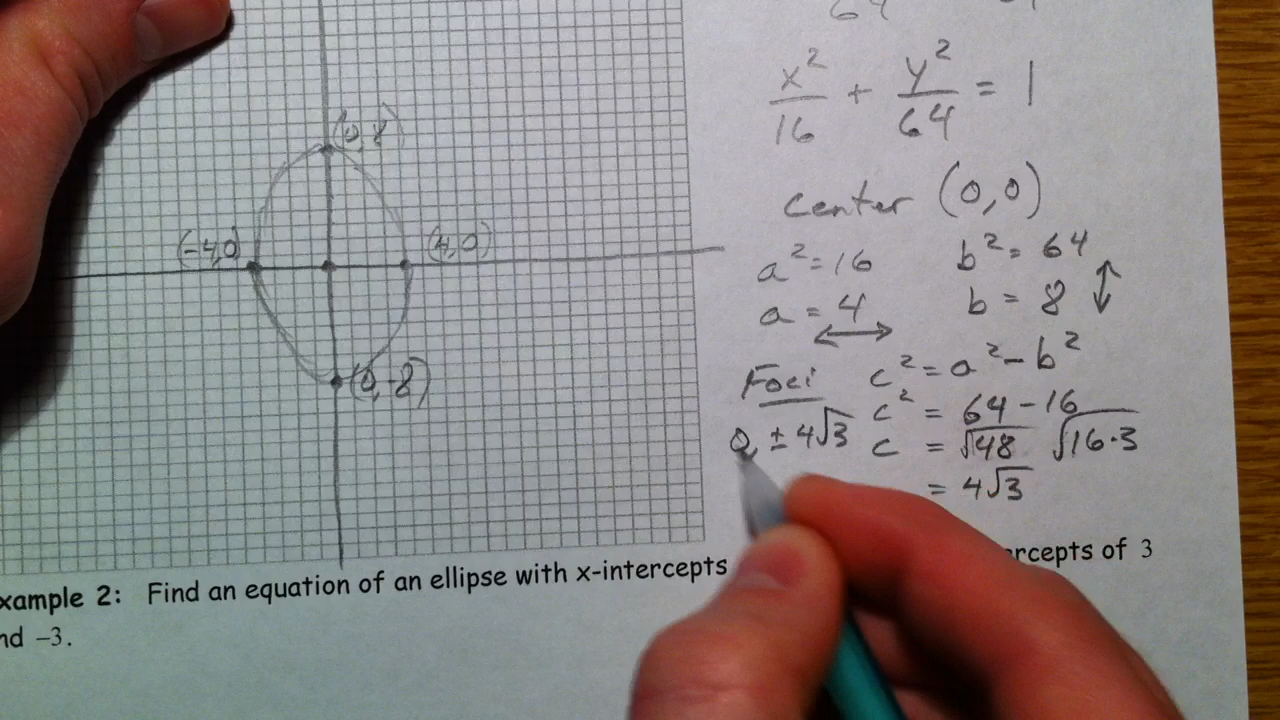 x²/16 + y²/64 = 1
center (0,0)
a² = 16 b² = 64
a = 4 b = 8
(0,8)
(-4,0) (4,0)
(0,-8)
Foci c² = a² - b²
c² = 64 - 16
0, ± 4√3 c = √48 √16·3
= 4√3
xample 2: Find an equation of an ellipse with x-intercepts rcepts of 3
nd −3.